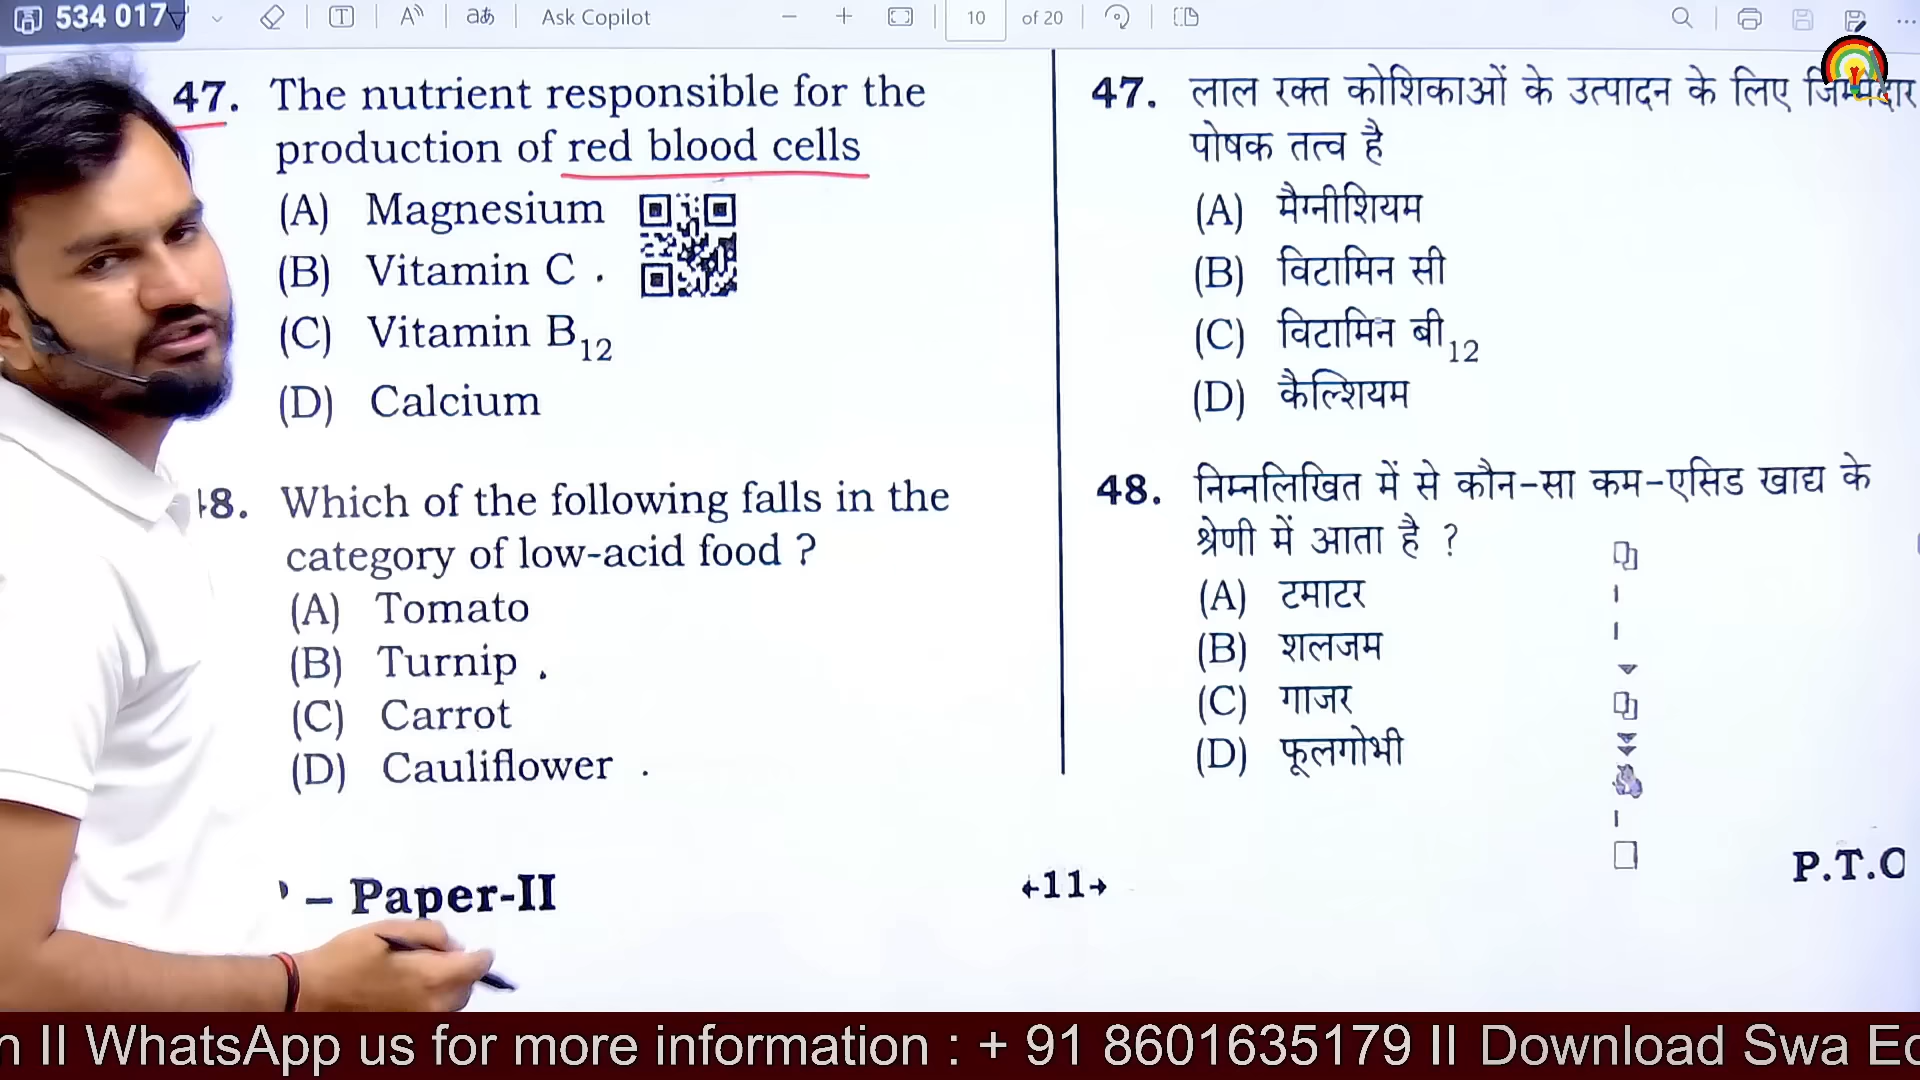 534 017
Ask Copilot
10 of 20
47. The nutrient responsible for the
production of red blood cells
(A) Magnesium
(B) Vitamin C .
(C) Vitamin B12
(D) Calcium
8. Which of the following falls in the
category of low-acid food ?
(A) Tomato
(B) Turnip .
(C) Carrot
(D) Cauliflower .
– Paper-II
47. लाल रक्त कोशिकाओं के उत्पादन के लिए जिम्मेदार
पोषक तत्व है
(A) मैग्नीशियम
(B) विटामिन सी
(C) विटामिन बी12
(D) कैल्शियम
48. निम्नलिखित में से कौन-सा कम-एसिड खाद्य के
श्रेणी में आता है ?
(A) टमाटर
(B) शलजम
(C) गाजर
(D) फूलगोभी
11
P.T.O
II WhatsApp us for more information : + 91 8601635179 II Download Swa